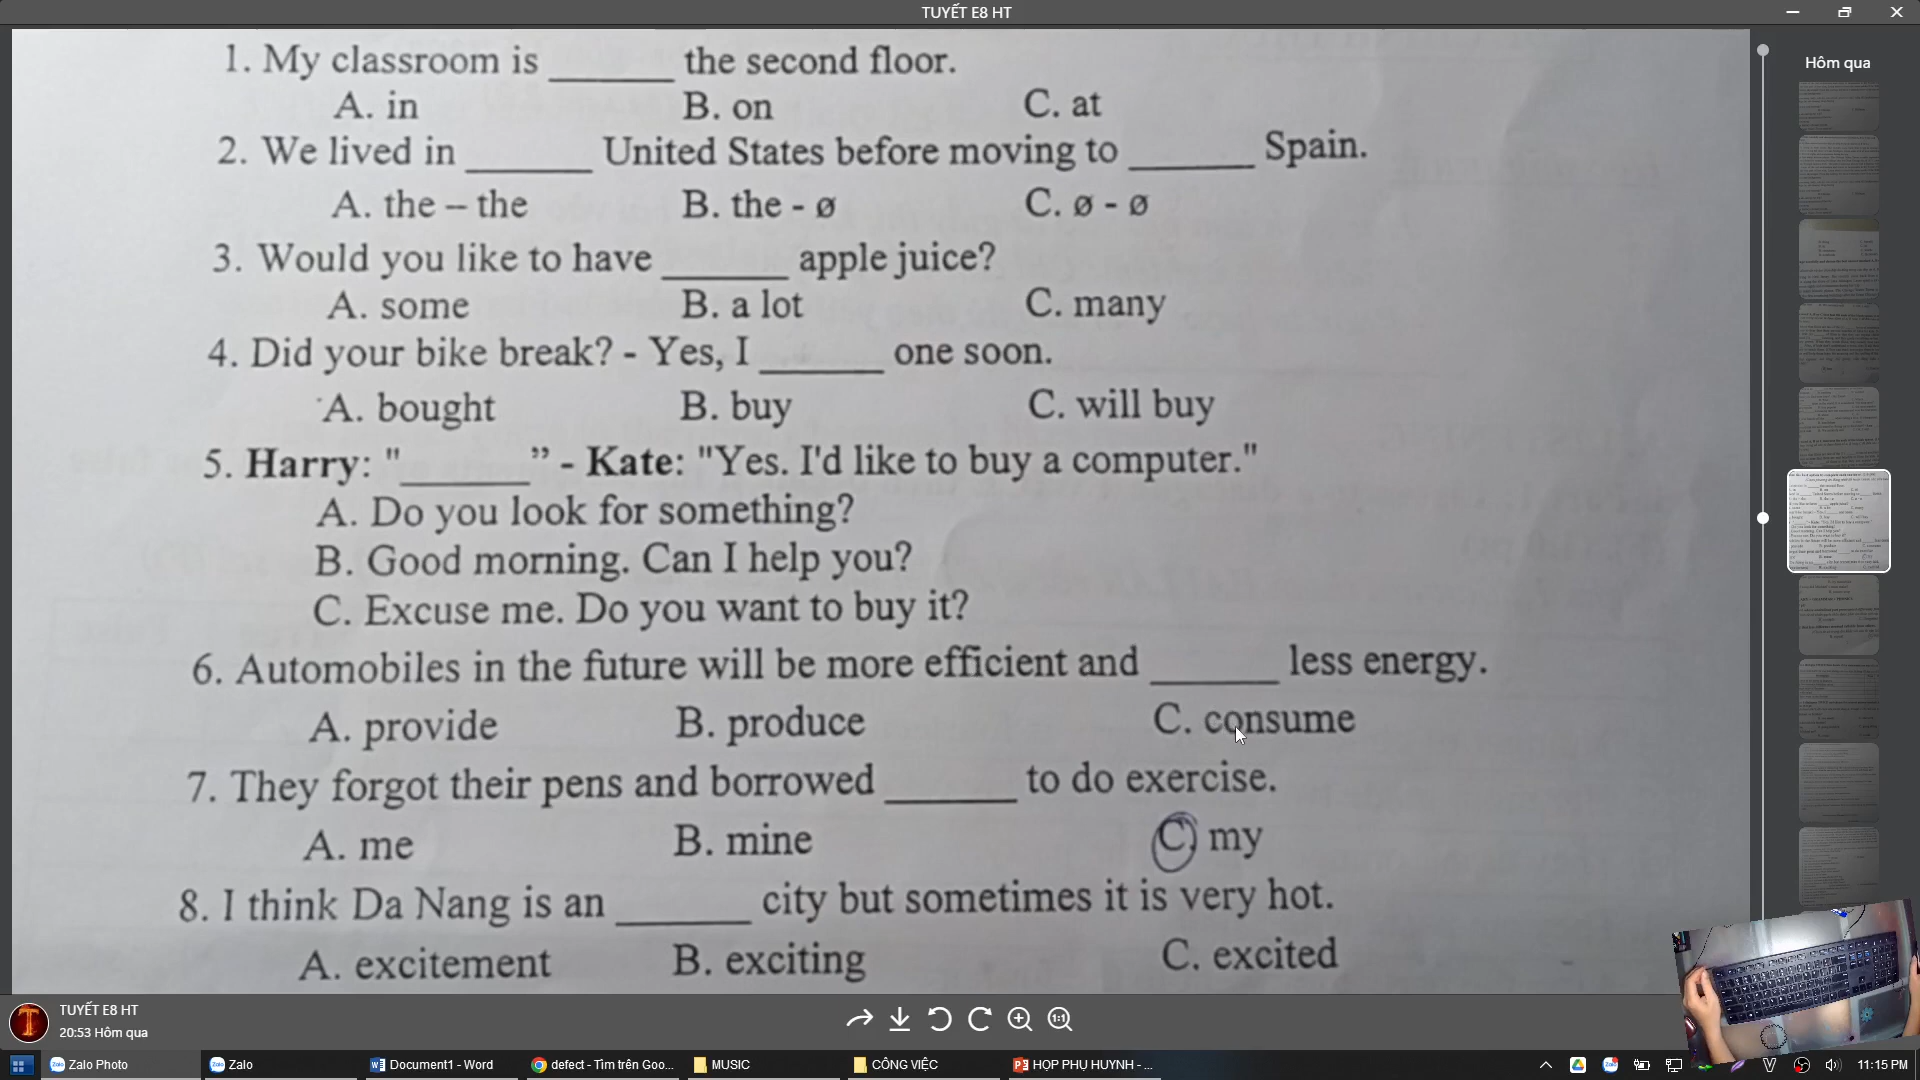 TUYẾT E8 HT
Hôm qua
1. My classroom is ______ the second floor.
A. in B. on C. at
2. We lived in ______ United States before moving to ______ Spain.
A. the – the B. the - ø C. ø - ø
3. Would you like to have ______ apple juice?
A. some B. a lot C. many
4. Did your bike break? - Yes, I ______ one soon.
A. bought B. buy C. will buy
5. Harry: "______” - Kate: "Yes. I'd like to buy a computer."
A. Do you look for something?
B. Good morning. Can I help you?
C. Excuse me. Do you want to buy it?
6. Automobiles in the future will be more efficient and ______ less energy.
A. provide B. produce C. consume
7. They forgot their pens and borrowed ______ to do exercise.
A. me B. mine C. my
8. I think Da Nang is an ______ city but sometimes it is very hot.
A. excitement B. exciting C. excited
TUYẾT E8 HT
20:53 Hôm qua
1:1
Zalo Photo Zalo Document1 - Word defect - Tìm trên Goo... MUSIC CÔNG VIỆC HỌP PHỤ HUYNH - ... 11:15 PM